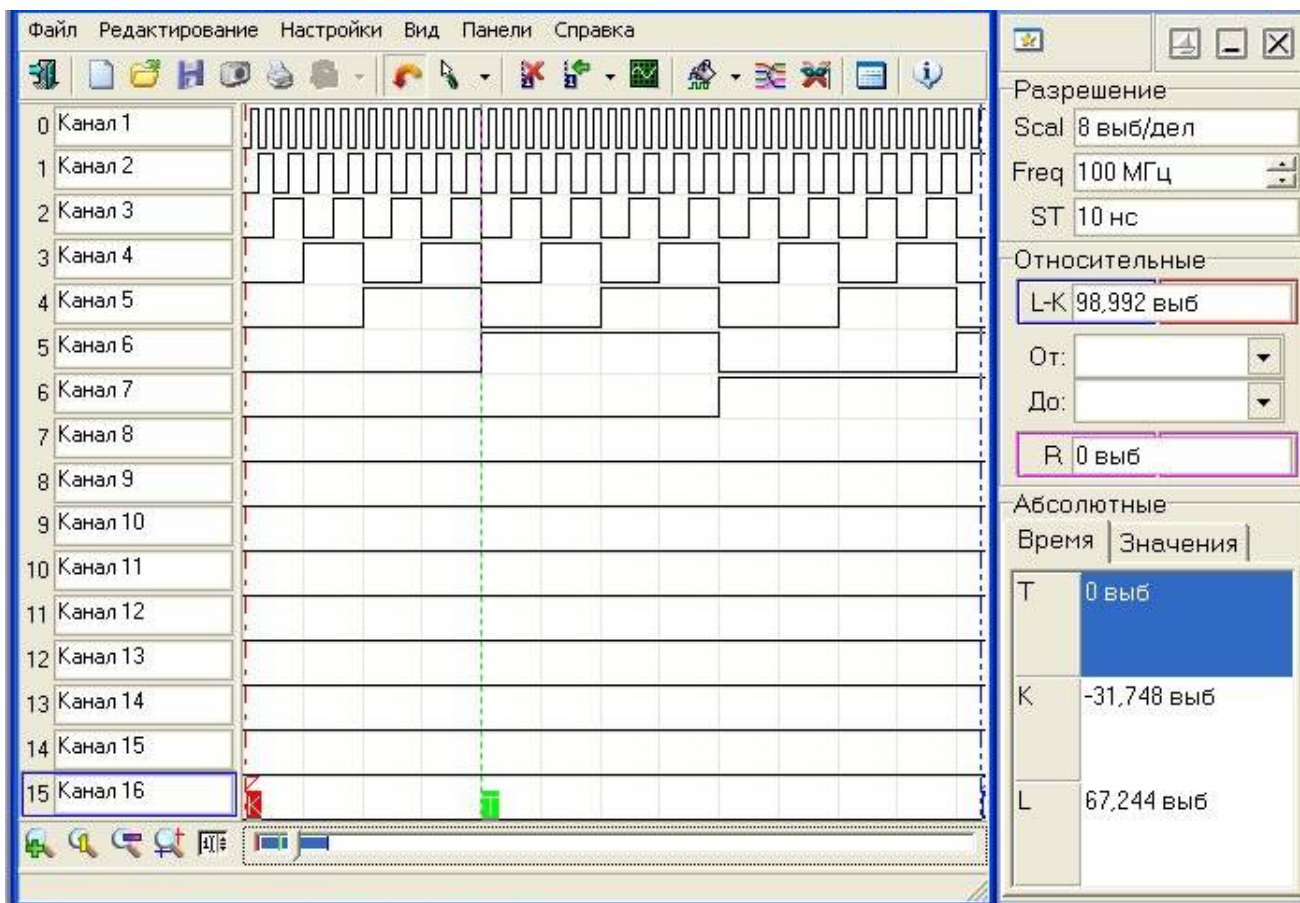 Файл Редактирование Настройки Вид Панели Справка
0 Канал 1
1 Канал 2
2 Канал 3
3 Канал 4
4 Канал 5
5 Канал 6
6 Канал 7
7 Канал 8
8 Канал 9
9 Канал 10
10 Канал 11
11 Канал 12
12 Канал 13
13 Канал 14
14 Канал 15
15 Канал 16
K
T
Разрешение
Scal 8 выб/дел
Freq 100 МГц
ST 10 нс
Относительные
L-K 98,992 выб
От:
До:
R 0 выб
Абсолютные
Время Значения
T 0 выб
K -31,748 выб
L 67,244 выб